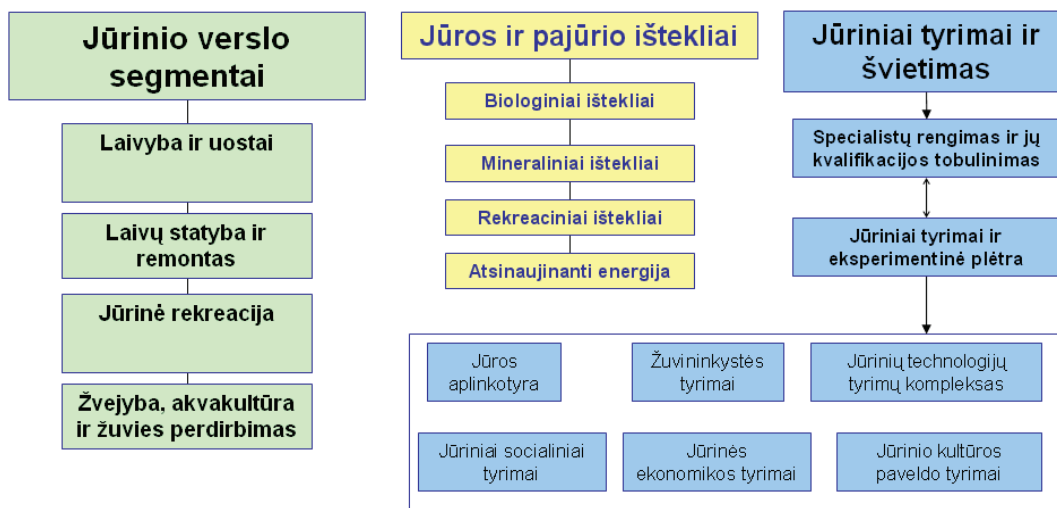 Jūrinio verslo
segmentai
Laivyba ir uostai
Laivų statyba ir
remontas
Jūrinė rekreacija
Žvejyba, akvakultūra
ir žuvies perdirbimas
Jūros ir pajūrio ištekliai
Biologiniai ištekliai
Mineraliniai ištekliai
Rekreaciniai ištekliai
Atsinaujinanti energija
Jūriniai tyrimai ir
švietimas
Specialistų rengimas ir jų
kvalifikacijos tobulinimas
Jūriniai tyrimai ir
eksperimentinė plėtra
Jūros
aplinkotyra
Žuvininkystės
tyrimai
Jūrinių technologijų
tyrimų kompleksas
Jūriniai socialiniai
tyrimai
Jūrinės
ekonomikos tyrimai
Jūrinio kultūros
paveldo tyrimai